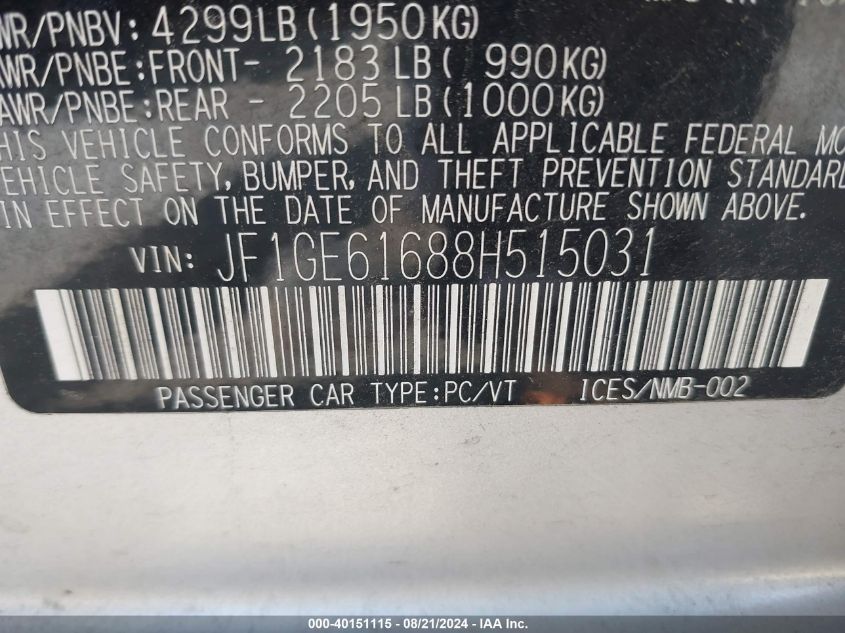 WR/PNBV: 4299LB(1950KG)
WR/PNBE:FRONT- 2183 LB( 990KG)
AWR/PNBE:REAR - 2205 LB(1000KG)
HIS VEHICLE CONFORMS TO ALL APPLICABLE FEDERAL MO
EHICLE SAFETY, BUMPER, AND THEFT PREVENTION STANDARD
IN EFFECT ON THE DATE OF MANUFACTURE SHOWN ABOVE.
VIN: JF1GE61688H515031
PASSENGER CAR TYPE:PC/VT ICES/NMB-002
000-40151115 - 08/21/2024 - IAA Inc.